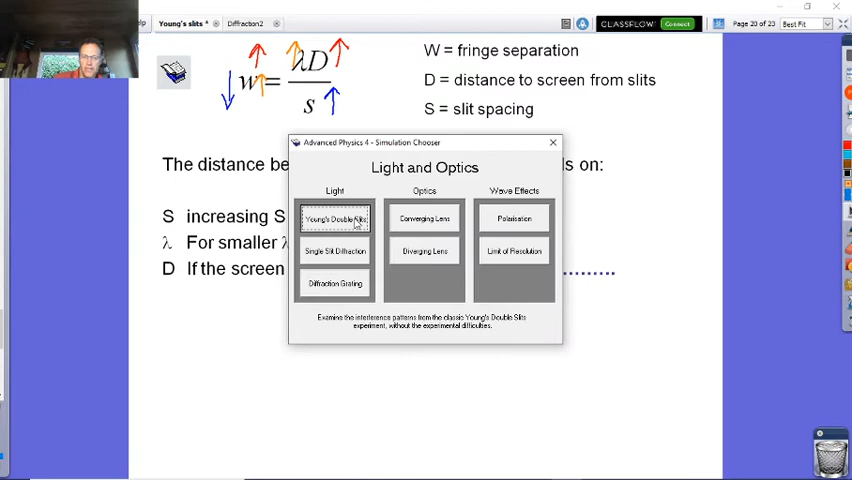 lp
Young's slits * ×
Diffraction2 ×
CLASSFLOW Connect
Page 20 of 23
Best Fit
w = λD / s
W = fringe separation
D = distance to screen from slits
S = slit spacing
Advanced Physics 4 - Simulation Chooser
Light and Optics
Light Optics Wave Effects
Young's Double Slits Converging Lens Polarisation
Single Slit Diffraction Diverging Lens Limit of Resolution
Diffraction Grating
Examine the interference patterns from the classic Young's Double Slits
experiment, without the experimental difficulties.
The distance be s on:
S increasing S
λ For smaller λ
D If the screen ..........